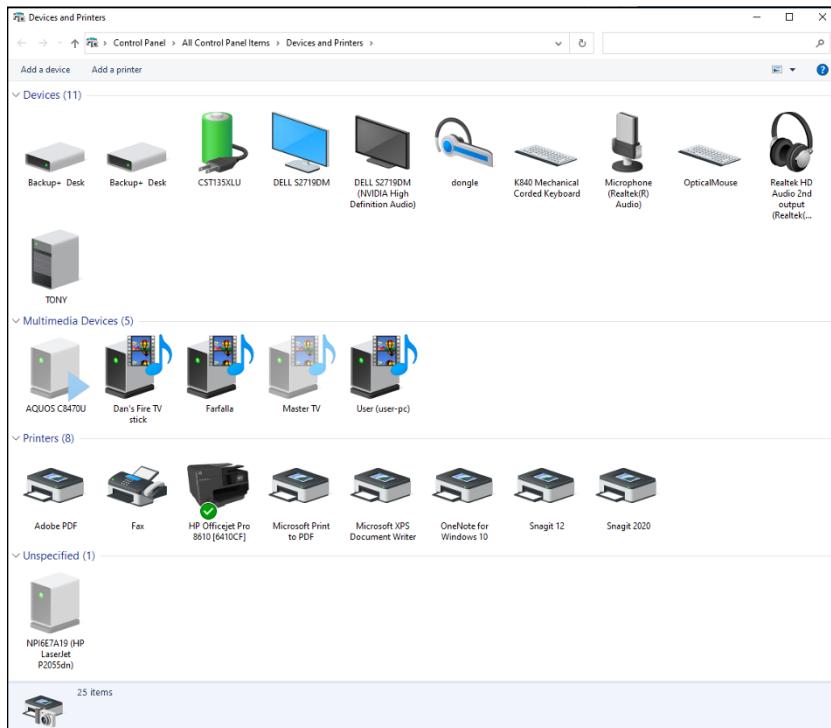 Devices and Printers
Control Panel > All Control Panel Items > Devices and Printers >
Add a device Add a printer
Devices (11)
Backup+ Desk Backup+ Desk CST135XLU DELL S2719DM DELL S2719DM dongle K840 Mechanical Microphone OpticalMouse Realtek HD
(NVIDIA High Corded Keyboard (Realtek(R) Audio 2nd
Definition Audio) Audio) output
(Realtek(...
TONY
Multimedia Devices (5)
AQUOS C8470U Dan's Fire TV Farfalla Master TV User (user-pc)
stick
Printers (8)
Adobe PDF Fax HP Officejet Pro Microsoft Print Microsoft XPS OneNote for Snagit 12 Snagit 2020
8610 [6410CF] to PDF Document Writer Windows 10
Unspecified (1)
NPI6E7A19 (HP
LaserJet
P2055dn)
25 items